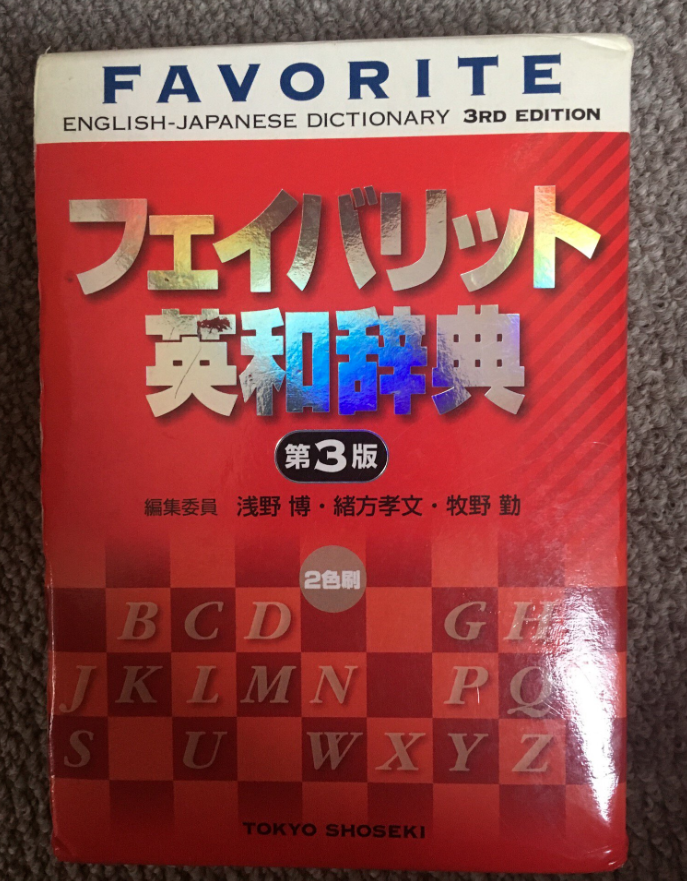 FAVORITE
ENGLISH-JAPANESE DICTIONARY 3RD EDITION
フェイバリット
英和辞典
第3版
編集委員 浅野 博・緒方孝文・牧野 勤
2色刷
B C D G H
J K L M N P Q
S U W X Y Z
TOKYO SHOSEKI